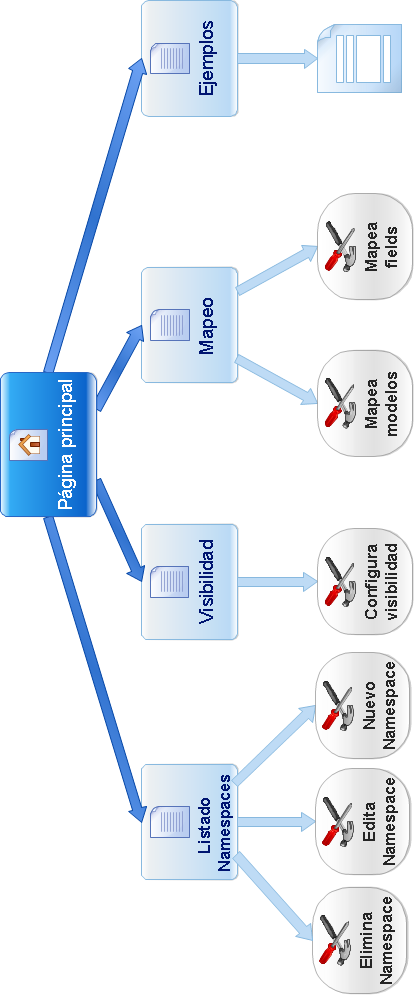 Página principal
Listado
Namespaces
Visibilidad
Mapeo
Ejemplos
Elimina
Namespace
Edita
Namespace
Nuevo
Namespace
Configura
visibilidad
Mapea
modelos
Mapea
fields